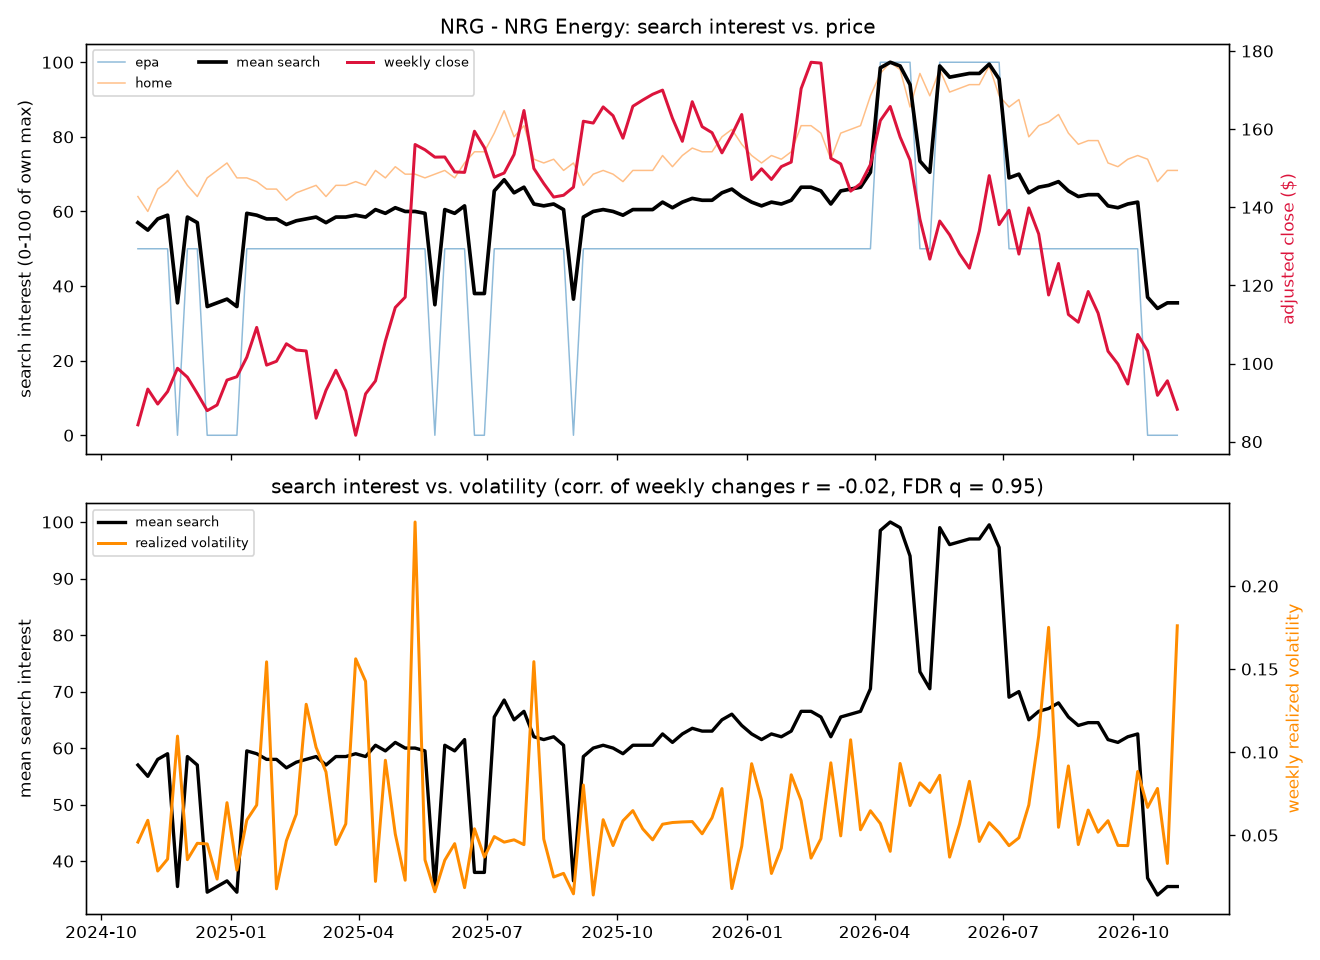 NRG - NRG Energy: search interest vs. price
epa
home
mean search
weekly close
search interest (0-100 of own max)
100
80
60
40
20
0
adjusted close ($)
180
160
140
120
100
80
search interest vs. volatility (corr. of weekly changes r = -0.02, FDR q = 0.95)
mean search
realized volatility
mean search interest
100
90
80
70
60
50
40
weekly realized volatility
0.20
0.15
0.10
0.05
2024-10
2025-01
2025-04
2025-07
2025-10
2026-01
2026-04
2026-07
2026-10